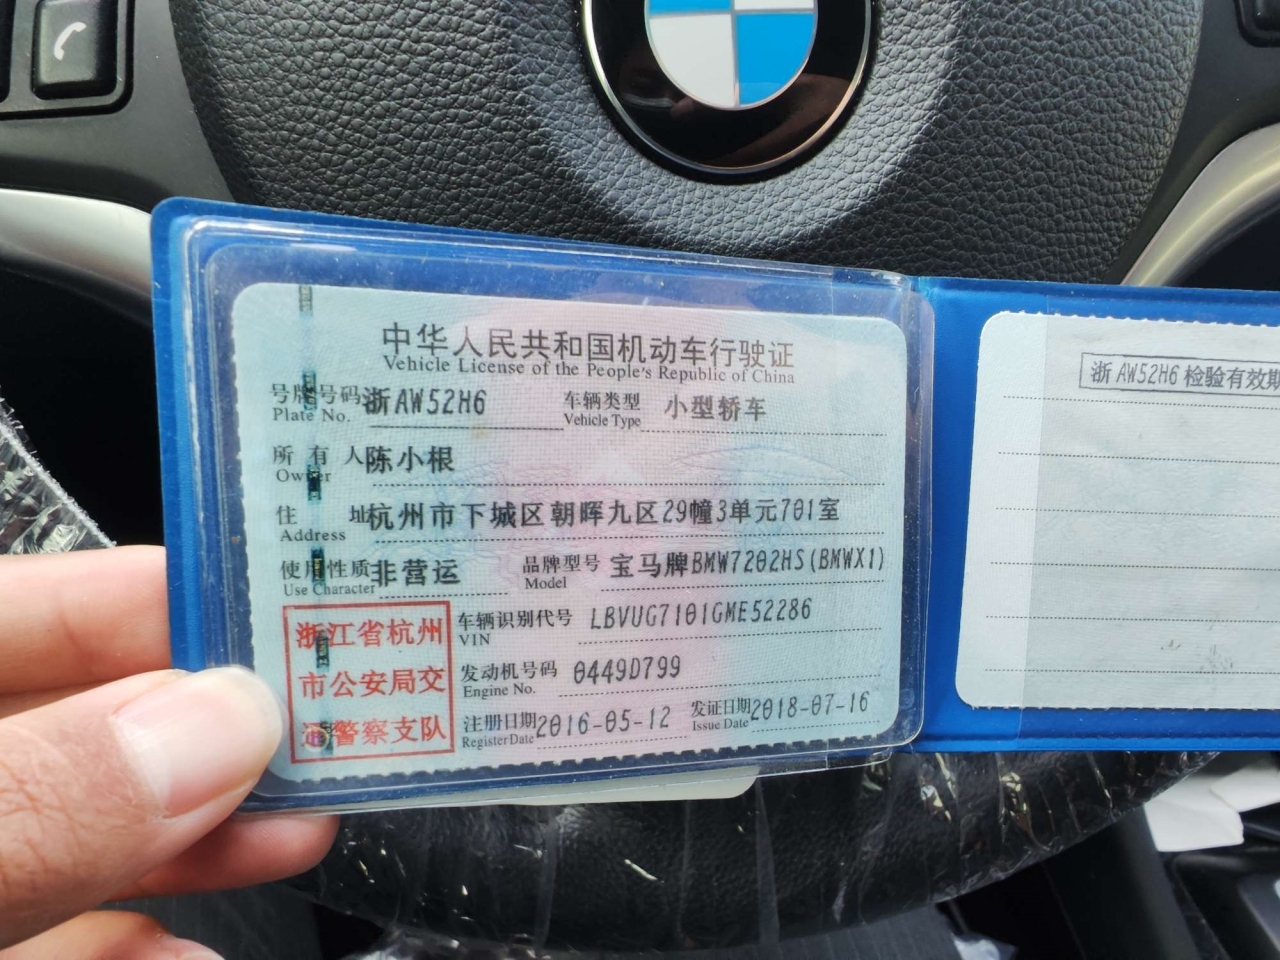 中华人民共和国机动车行驶证
Vehicle License of the People's Republic of China
号牌号码 浙AW52H6 车辆类型 小型轿车
Plate No. Vehicle Type
所有人 陈小根
Owner
住址 杭州市下城区朝晖九区29幢3单元701室
Address
使用性质 非营运 品牌型号 宝马牌BMW7202HS(BMWX1)
Use Character Model
浙江省杭州
市公安局交
通警察支队
车辆识别代号 LBVUG7101GME52286
VIN
发动机号码 0449D799
Engine No.
注册日期 2016-05-12 发证日期 2018-07-16
Register Date Issue Date
浙AW52H6 检验有效期